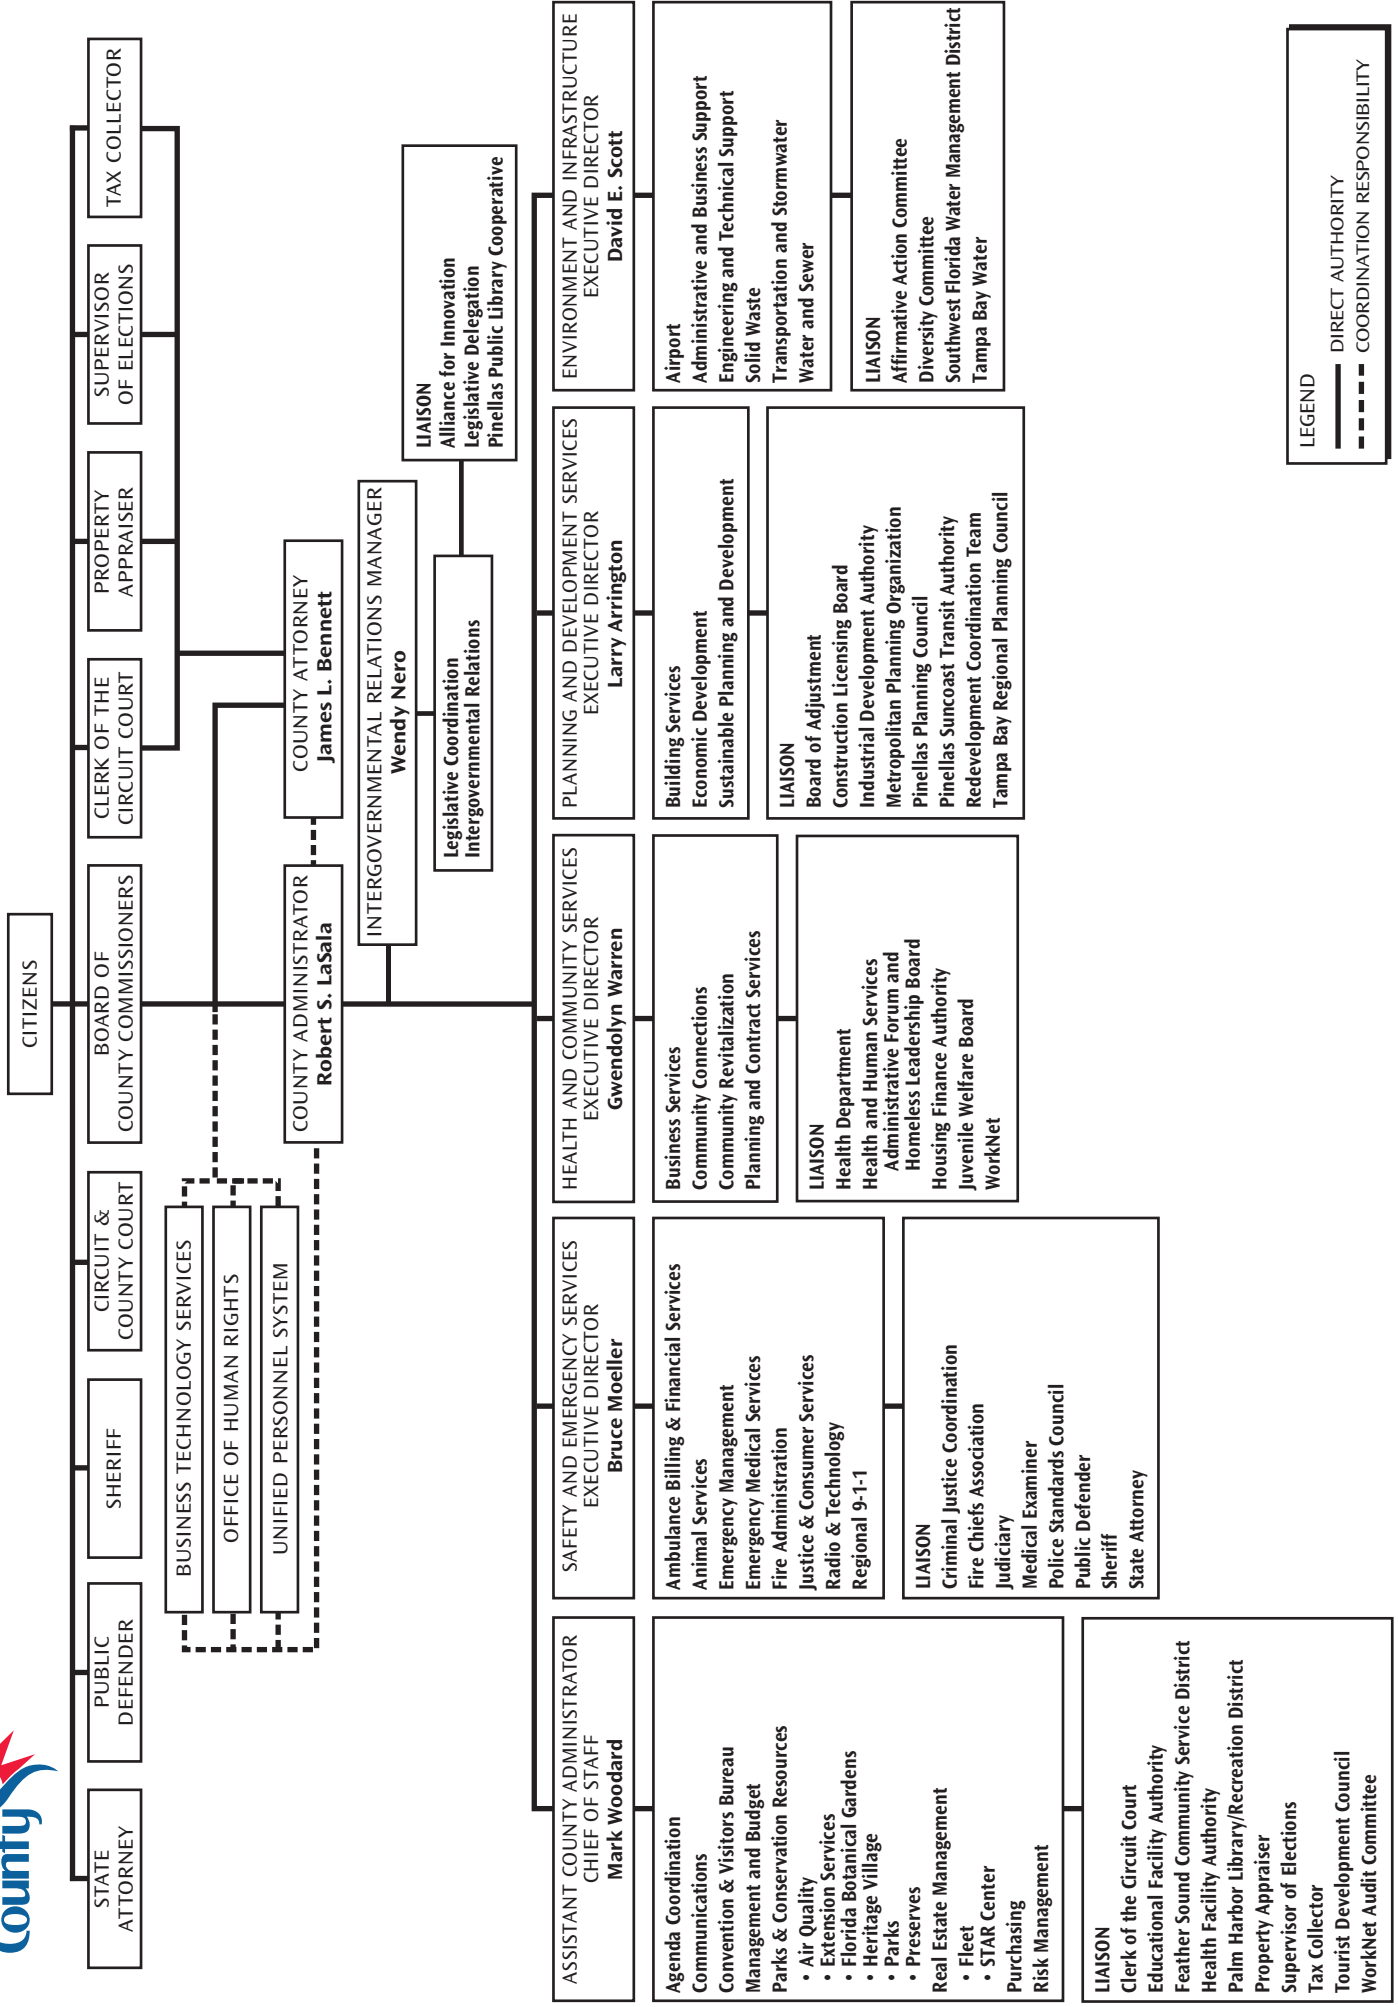 County
CITIZENS
STATE
ATTORNEY
PUBLIC
DEFENDER
SHERIFF
CIRCUIT &
COUNTY COURT
BOARD OF
COUNTY COMMISSIONERS
CLERK OF THE
CIRCUIT COURT
PROPERTY
APPRAISER
SUPERVISOR
OF ELECTIONS
TAX COLLECTOR
BUSINESS TECHNOLOGY SERVICES
OFFICE OF HUMAN RIGHTS
UNIFIED PERSONNEL SYSTEM
COUNTY ADMINISTRATOR
Robert S. LaSala
COUNTY ATTORNEY
James L. Bennett
INTERGOVERNMENTAL RELATIONS MANAGER
Wendy Nero
Legislative Coordination
Intergovernmental Relations
LIAISON
Alliance for Innovation
Legislative Delegation
Pinellas Public Library Cooperative
ASSISTANT COUNTY ADMINISTRATOR
CHIEF OF STAFF
Mark Woodard
Agenda Coordination
Communications
Convention & Visitors Bureau
Management and Budget
Parks & Conservation Resources
• Air Quality
• Extension Services
• Florida Botanical Gardens
• Heritage Village
• Parks
• Preserves
Real Estate Management
• Fleet
• STAR Center
Purchasing
Risk Management
LIAISON
Clerk of the Circuit Court
Educational Facility Authority
Feather Sound Community Service District
Health Facility Authority
Palm Harbor Library/Recreation District
Property Appraiser
Supervisor of Elections
Tax Collector
Tourist Development Council
WorkNet Audit Committee
SAFETY AND EMERGENCY SERVICES
EXECUTIVE DIRECTOR
Bruce Moeller
Ambulance Billing & Financial Services
Animal Services
Emergency Management
Emergency Medical Services
Fire Administration
Justice & Consumer Services
Radio & Technology
Regional 9-1-1
LIAISON
Criminal Justice Coordination
Fire Chiefs Association
Judiciary
Medical Examiner
Police Standards Council
Public Defender
Sheriff
State Attorney
HEALTH AND COMMUNITY SERVICES
EXECUTIVE DIRECTOR
Gwendolyn Warren
Business Services
Community Connections
Community Revitalization
Planning and Contract Services
LIAISON
Health Department
Health and Human Services
Administrative Forum and
Homeless Leadership Board
Housing Finance Authority
Juvenile Welfare Board
WorkNet
PLANNING AND DEVELOPMENT SERVICES
EXECUTIVE DIRECTOR
Larry Arrington
Building Services
Economic Development
Sustainable Planning and Development
LIAISON
Board of Adjustment
Construction Licensing Board
Industrial Development Authority
Metropolitan Planning Organization
Pinellas Planning Council
Pinellas Suncoast Transit Authority
Redevelopment Coordination Team
Tampa Bay Regional Planning Council
ENVIRONMENT AND INFRASTRUCTURE
EXECUTIVE DIRECTOR
David E. Scott
Airport
Administrative and Business Support
Engineering and Technical Support
Solid Waste
Transportation and Stormwater
Water and Sewer
LIAISON
Affirmative Action Committee
Diversity Committee
Southwest Florida Water Management District
Tampa Bay Water
LEGEND
DIRECT AUTHORITY
COORDINATION RESPONSIBILITY